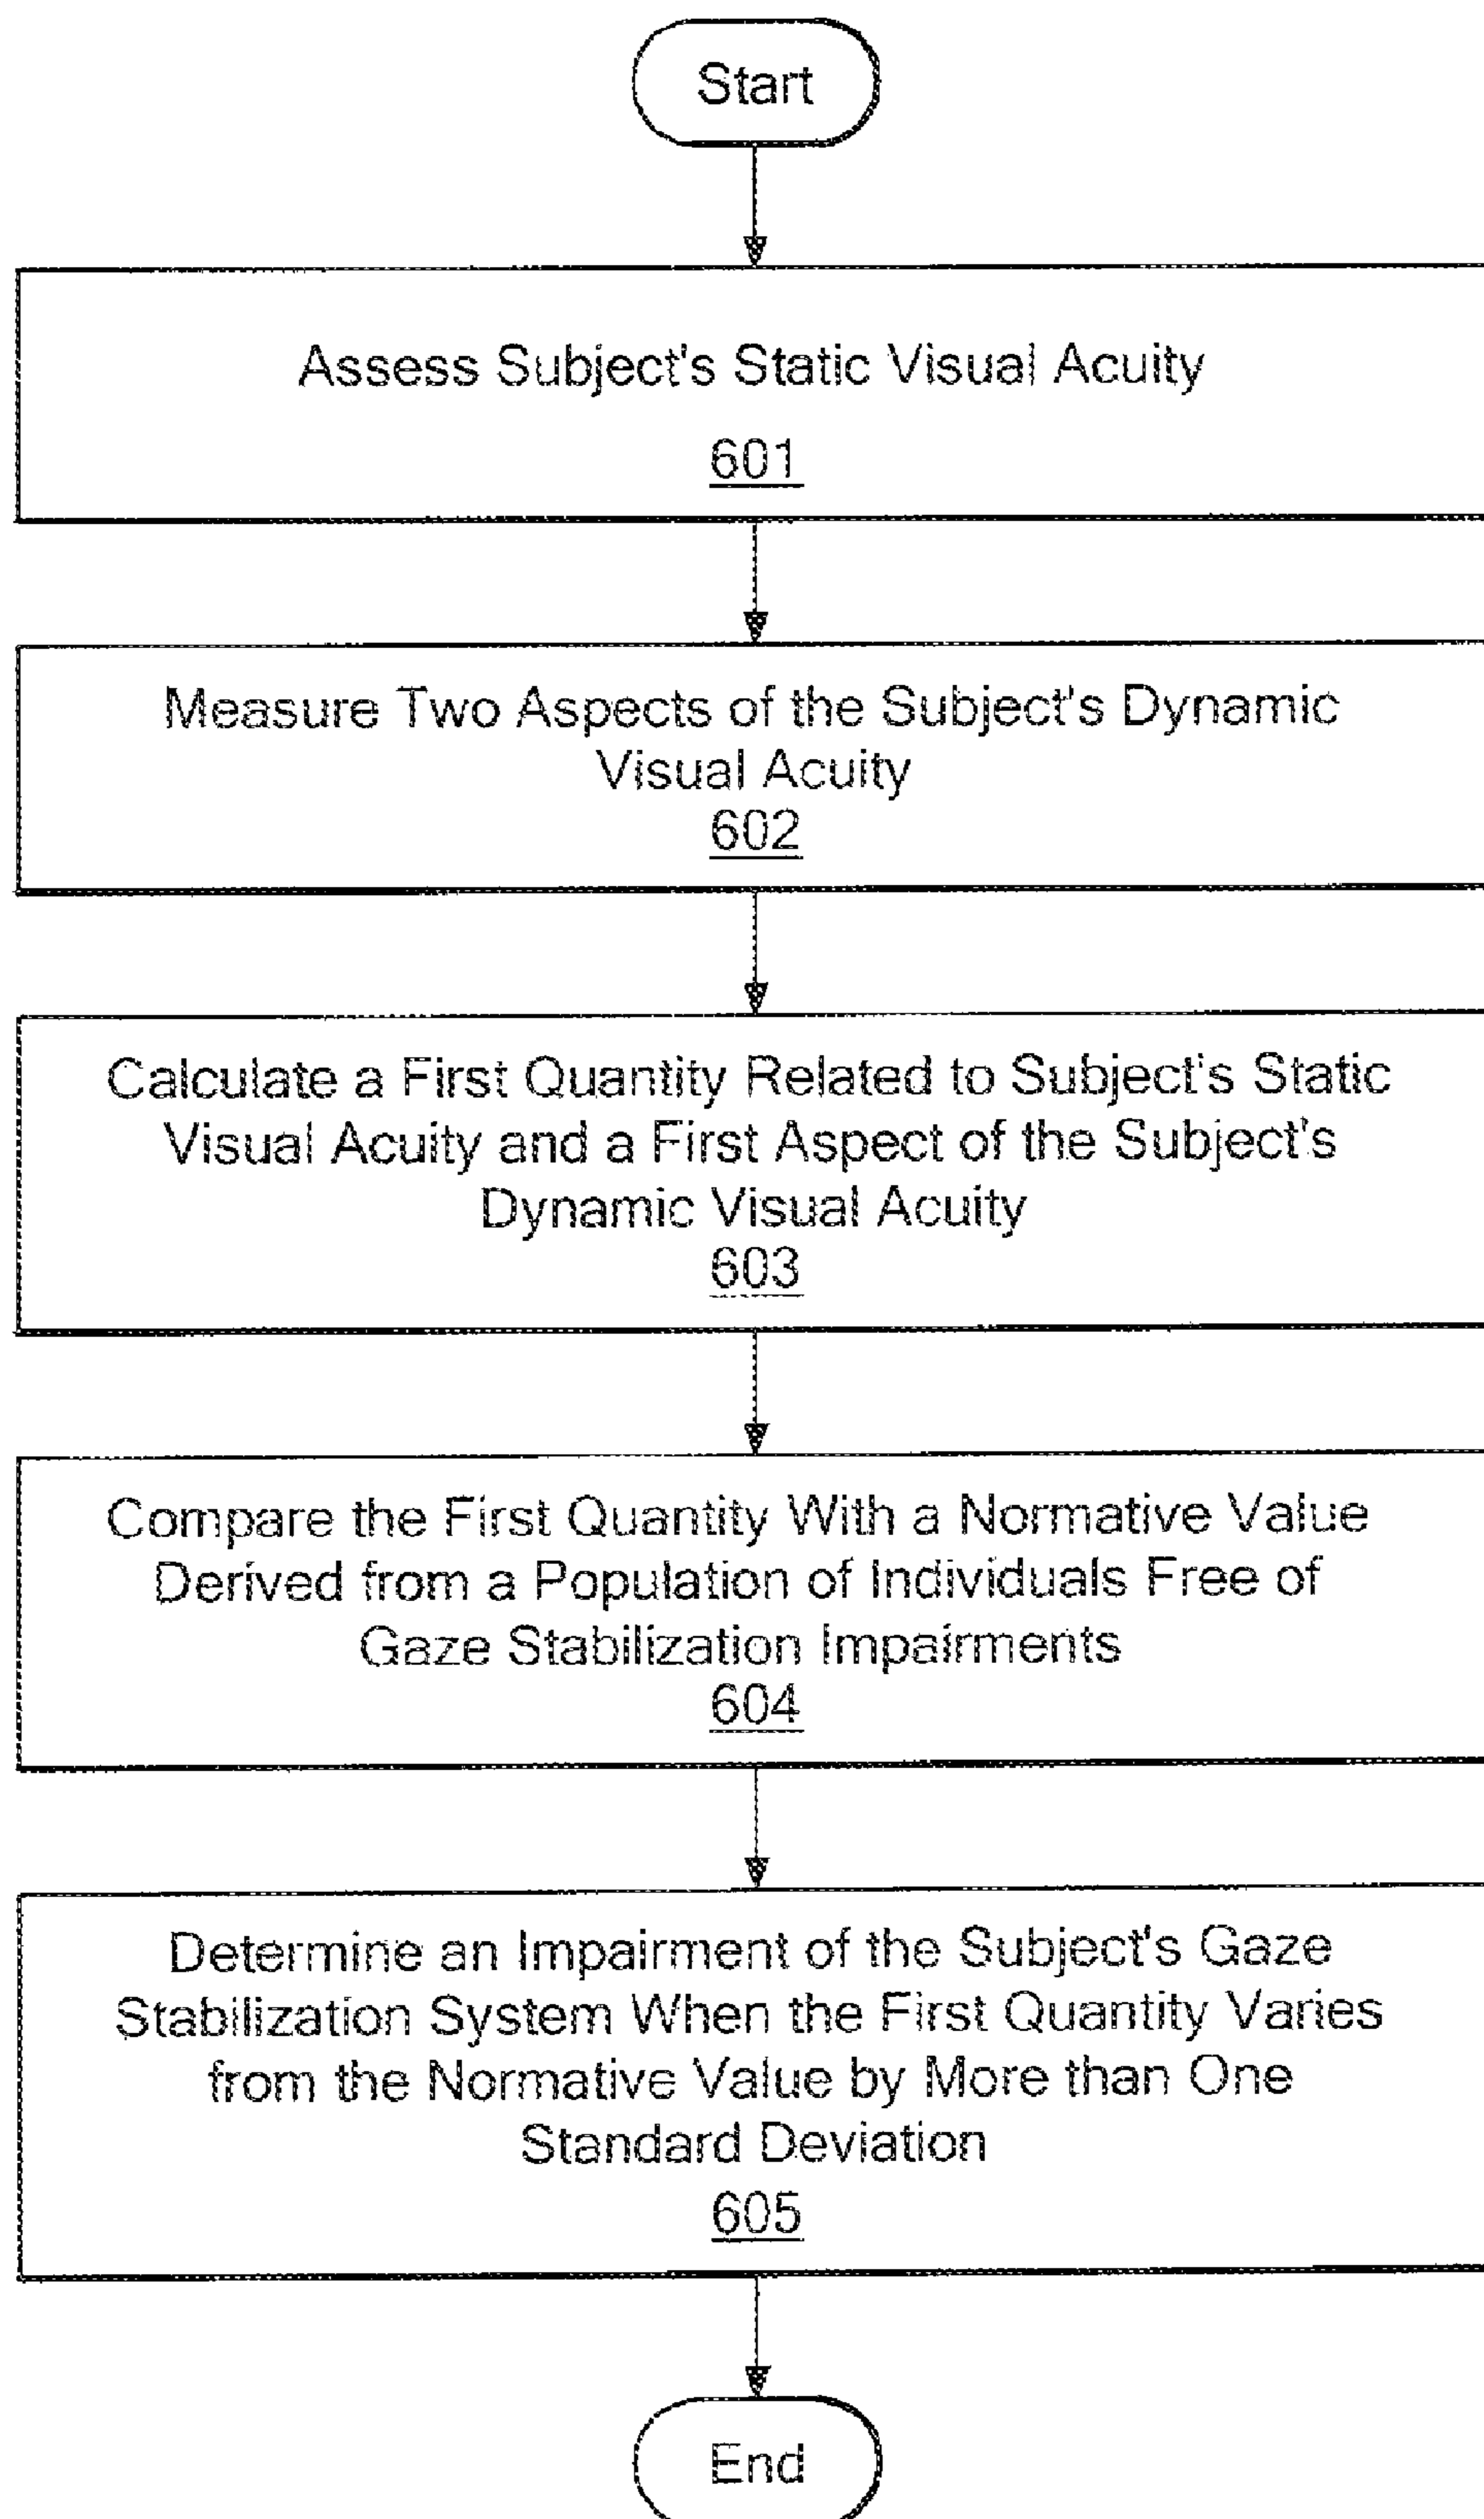 Start
Assess Subject's Static Visual Acuity
601
Measure Two Aspects of the Subject's Dynamic
Visual Acuity
602
Calculate a First Quantity Related to Subject's Static
Visual Acuity and a First Aspect of the Subject's
Dynamic Visual Acuity
603
Compare the First Quantity With a Normative Value
Derived from a Population of Individuals Free of
Gaze Stabilization Impairments
604
Determine an Impairment of the Subject's Gaze
Stabilization System When the First Quantity Varies
from the Normative Value by More than One
Standard Deviation
605
End